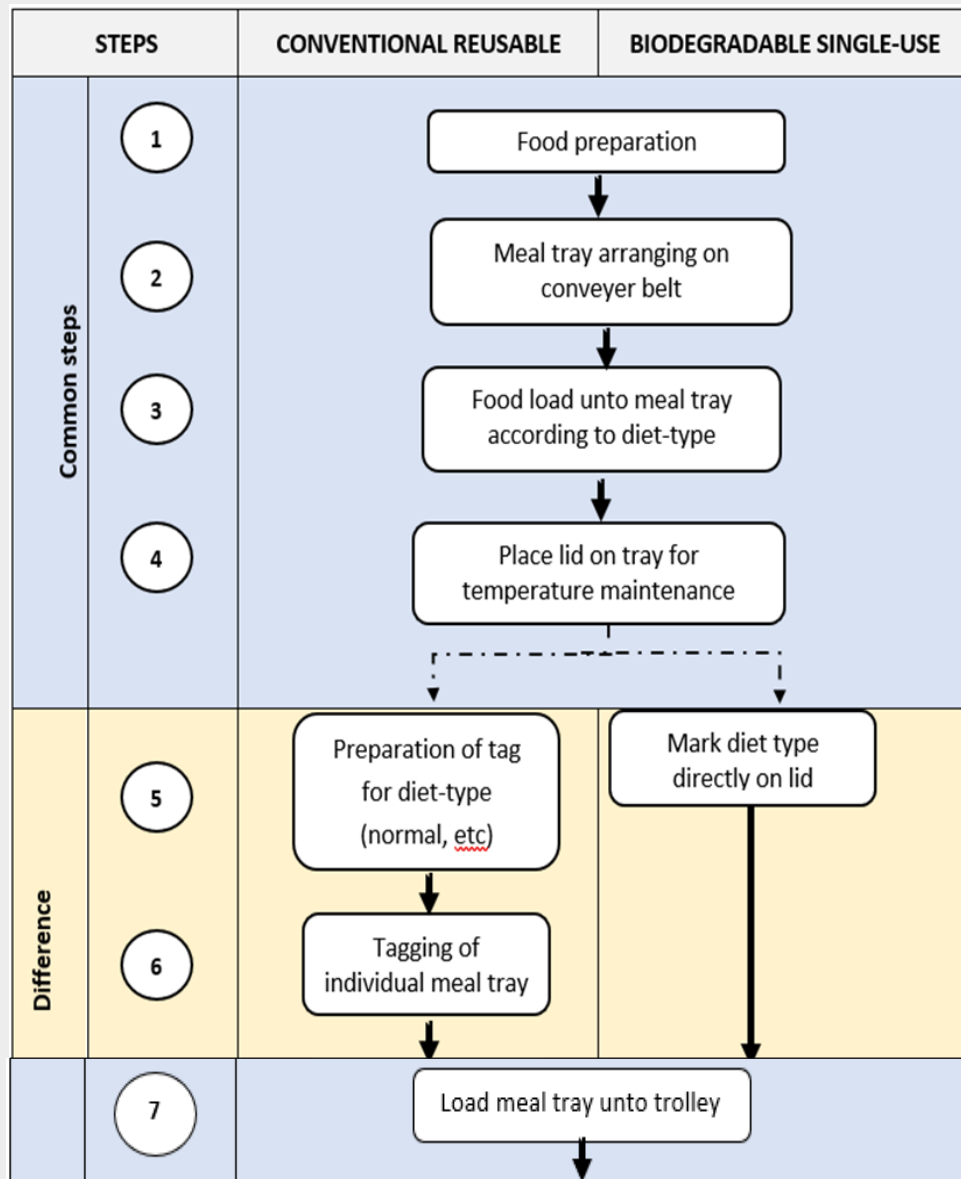 STEPS
CONVENTIONAL REUSABLE
BIODEGRADABLE SINGLE-USE
Common steps
1
Food preparation
2
Meal tray arranging on
conveyer belt
3
Food load unto meal tray
according to diet-type
4
Place lid on tray for
temperature maintenance
Difference
5
Preparation of tag
for diet-type
(normal, etc)
Mark diet type
directly on lid
6
Tagging of
individual meal tray
7
Load meal tray unto trolley